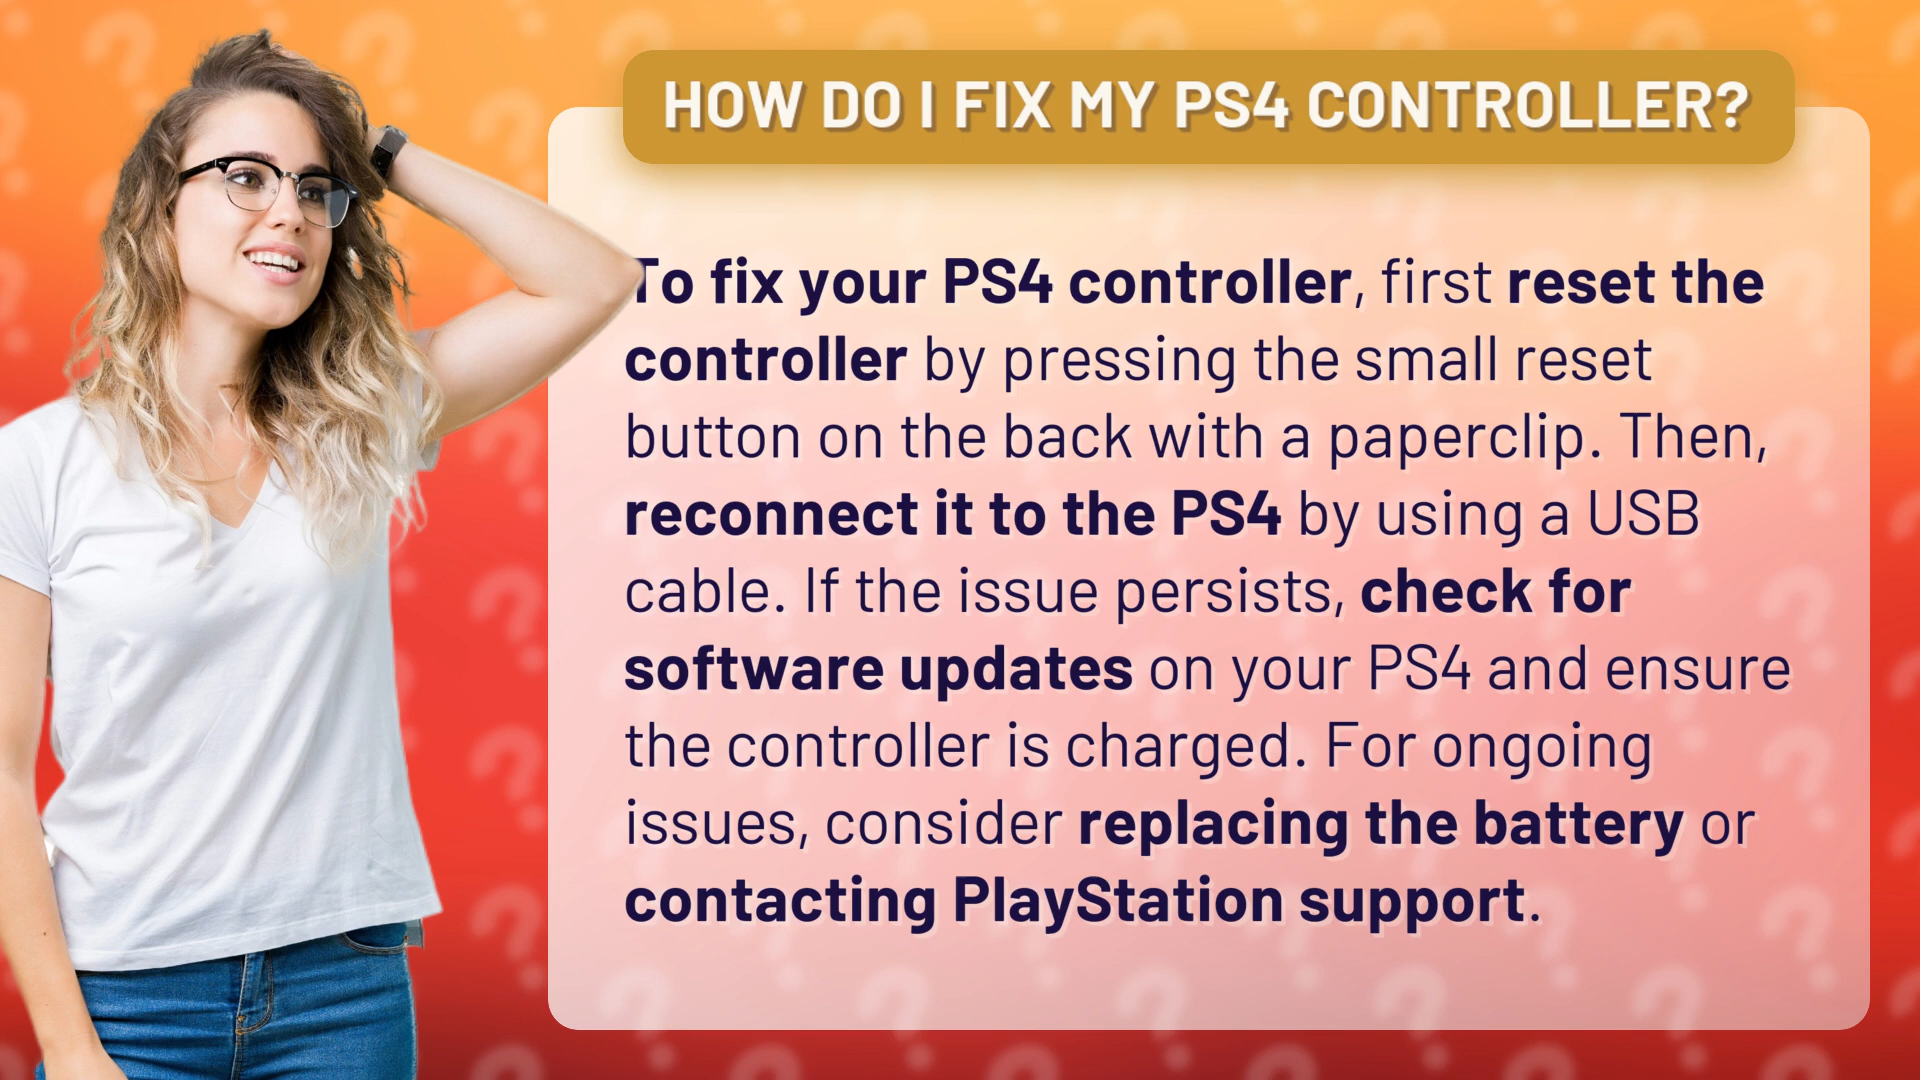 HOW DO I FIX MY PS4 CONTROLLER?
To fix your PS4 controller, first reset the
controller by pressing the small reset
button on the back with a paperclip. Then,
reconnect it to the PS4 by using a USB
cable. If the issue persists, check for
software updates on your PS4 and ensure
the controller is charged. For ongoing
issues, consider replacing the battery or
contacting PlayStation support.